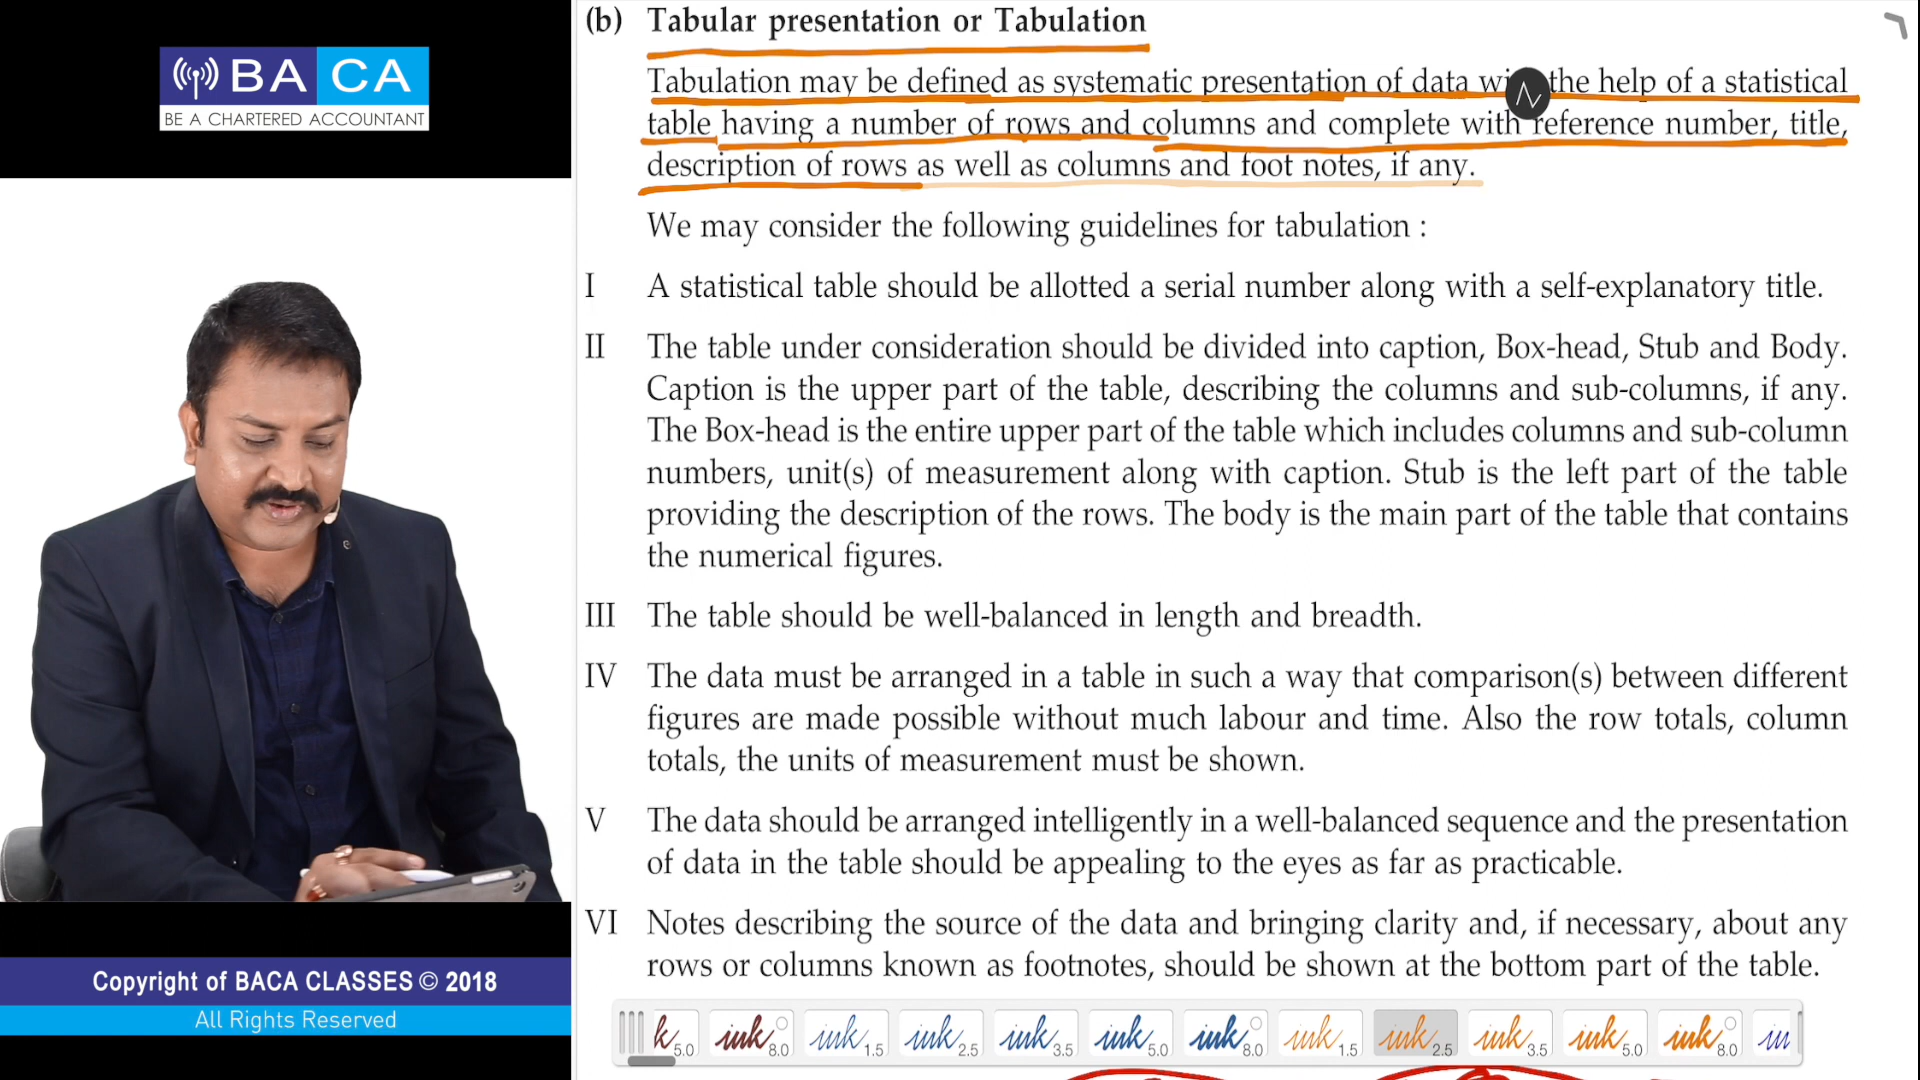 BA CA
BE A CHARTERED ACCOUNTANT
(b) Tabular presentation or Tabulation
Tabulation may be defined as systematic presentation of data the help of a statistical
table having a number of rows and columns and complete with reference number, title,
description of rows as well as columns and foot notes, if any.
We may consider the following guidelines for tabulation :
I A statistical table should be allotted a serial number along with a self-explanatory title.
II The table under consideration should be divided into caption, Box-head, Stub and Body.
Caption is the upper part of the table, describing the columns and sub-columns, if any.
The Box-head is the entire upper part of the table which includes columns and sub-column
numbers, unit(s) of measurement along with caption. Stub is the left part of the table
providing the description of the rows. The body is the main part of the table that contains
the numerical figures.
III The table should be well-balanced in length and breadth.
IV The data must be arranged in a table in such a way that comparison(s) between different
figures are made possible without much labour and time. Also the row totals, column
totals, the units of measurement must be shown.
V The data should be arranged intelligently in a well-balanced sequence and the presentation
of data in the table should be appealing to the eyes as far as practicable.
VI Notes describing the source of the data and bringing clarity and, if necessary, about any
rows or columns known as footnotes, should be shown at the bottom part of the table.
Copyright of BACA CLASSES © 2018
All Rights Reserved
k 5.0 ink 8.0 ink 1.5 ink 2.5 ink 3.5 ink 5.0 ink 8.0 ink 1.5 ink 2.5 ink 3.5 ink 5.0 ink 8.0 in